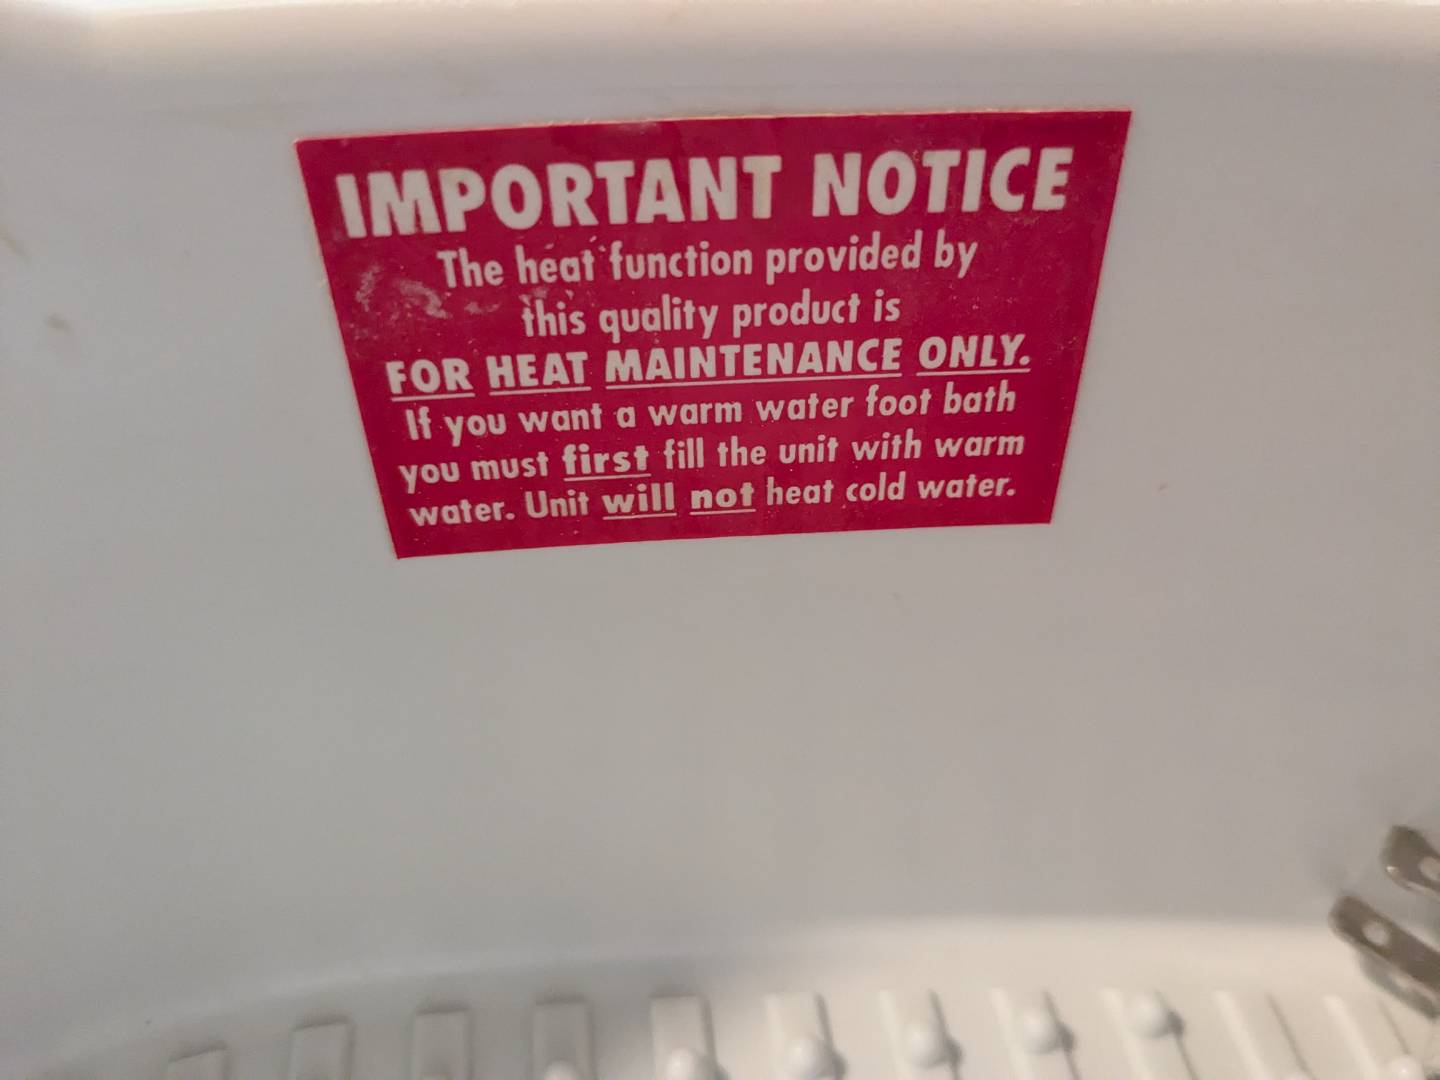 IMPORTANT NOTICE
The heat function provided by
this quality product is
FOR HEAT MAINTENANCE ONLY.
If you want a warm water foot bath
you must first fill the unit with warm
water. Unit will not heat cold water.